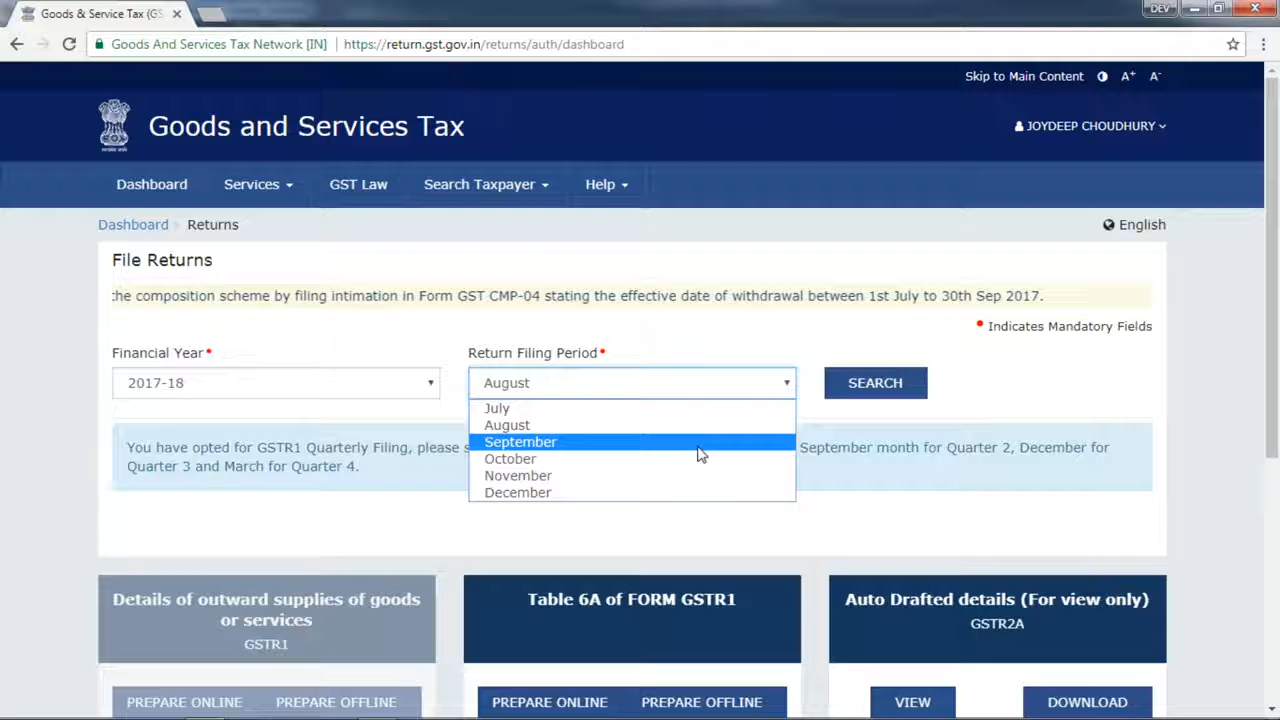 Goods & Service Tax (GS
DEV
Goods And Services Tax Network [IN] | https://return.gst.gov.in/returns/auth/dashboard
Skip to Main Content A+ A-
Goods and Services Tax
JOYDEEP CHOUDHURY
Dashboard Services GST Law Search Taxpayer Help
Dashboard Returns English
File Returns
the composition scheme by filing intimation in Form GST CMP-04 stating the effective date of withdrawal between 1st July to 30th Sep 2017.
• Indicates Mandatory Fields
Financial Year• Return Filing Period•
2017-18 August SEARCH
July
August
September
October
November
December
You have opted for GSTR1 Quarterly Filing, please s September month for Quarter 2, December for
Quarter 3 and March for Quarter 4.
Details of outward supplies of goods
or services
GSTR1
PREPARE ONLINE PREPARE OFFLINE
Table 6A of FORM GSTR1
PREPARE ONLINE PREPARE OFFLINE
Auto Drafted details (For view only)
GSTR2A
VIEW DOWNLOAD